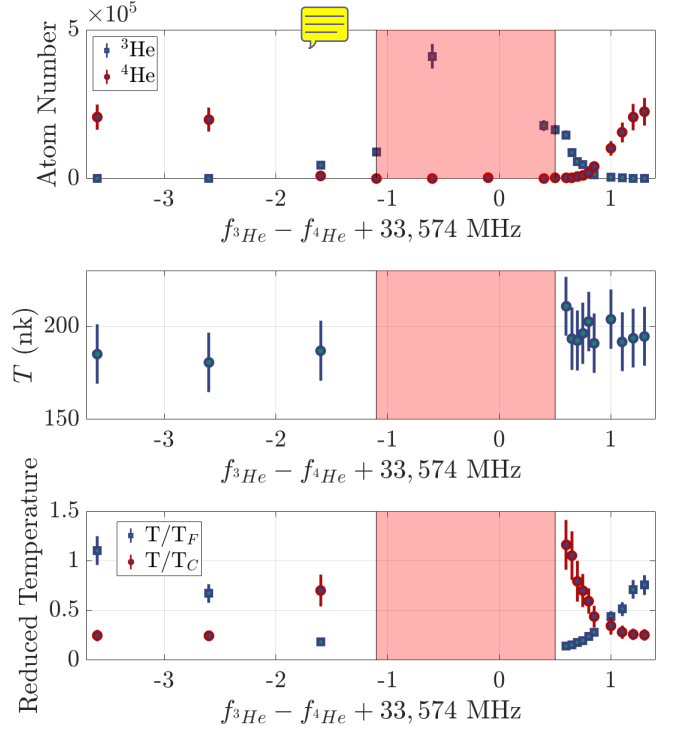 ×10⁵
5
0
Atom Number
³He
⁴He
-3 -2 -1 0 1
f³He − f⁴He + 33, 574 MHz
200
150
T (nk)
-3 -2 -1 0 1
f³He − f⁴He + 33, 574 MHz
1.5
1
0.5
0
Reduced Temperature
T/T_F
T/T_C
-3 -2 -1 0 1
f³He − f⁴He + 33, 574 MHz